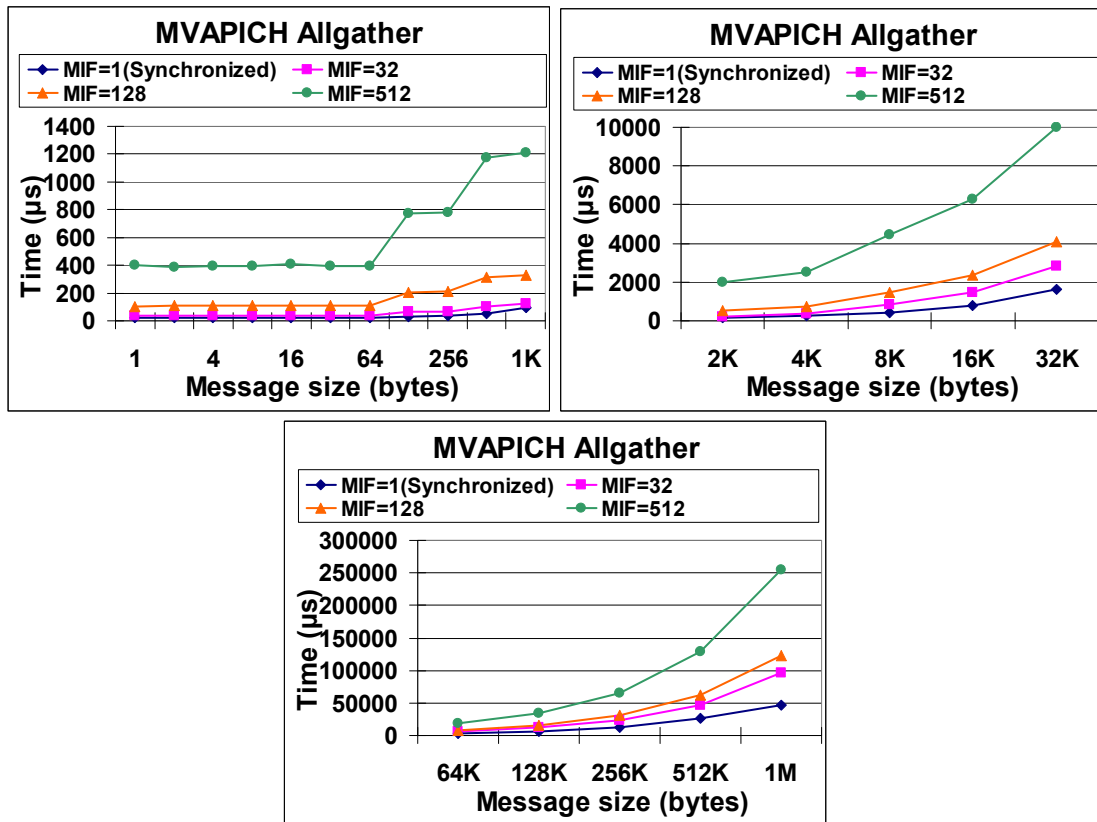 MVAPICH Allgather
MIF=1(Synchronized) MIF=32
MIF=128 MIF=512
1400
1200
1000
800
600
400
200
0
Time (µs)
1 4 16 64 256 1K
Message size (bytes)
MVAPICH Allgather
MIF=1(Synchronized) MIF=32
MIF=128 MIF=512
10000
8000
6000
4000
2000
0
Time (µs)
2K 4K 8K 16K 32K
Message size (bytes)
MVAPICH Allgather
MIF=1(Synchronized) MIF=32
MIF=128 MIF=512
300000
250000
200000
150000
100000
50000
0
Time (µs)
64K 128K 256K 512K 1M
Message size (bytes)